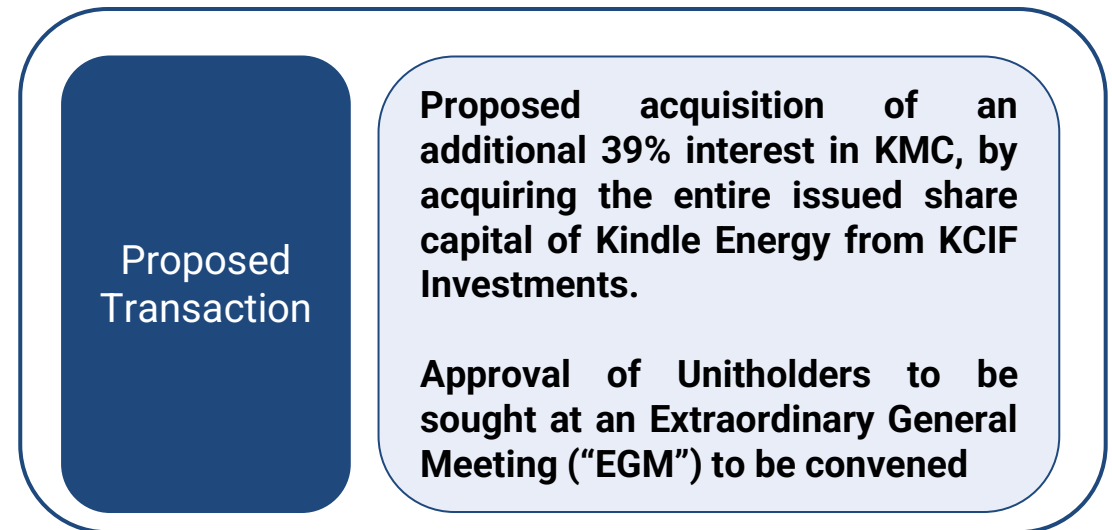 Proposed
Transaction
Proposed acquisition of an
additional 39% interest in KMC, by
acquiring the entire issued share
capital of Kindle Energy from KCIF
Investments.
Approval of Unitholders to be
sought at an Extraordinary General
Meeting (“EGM”) to be convened